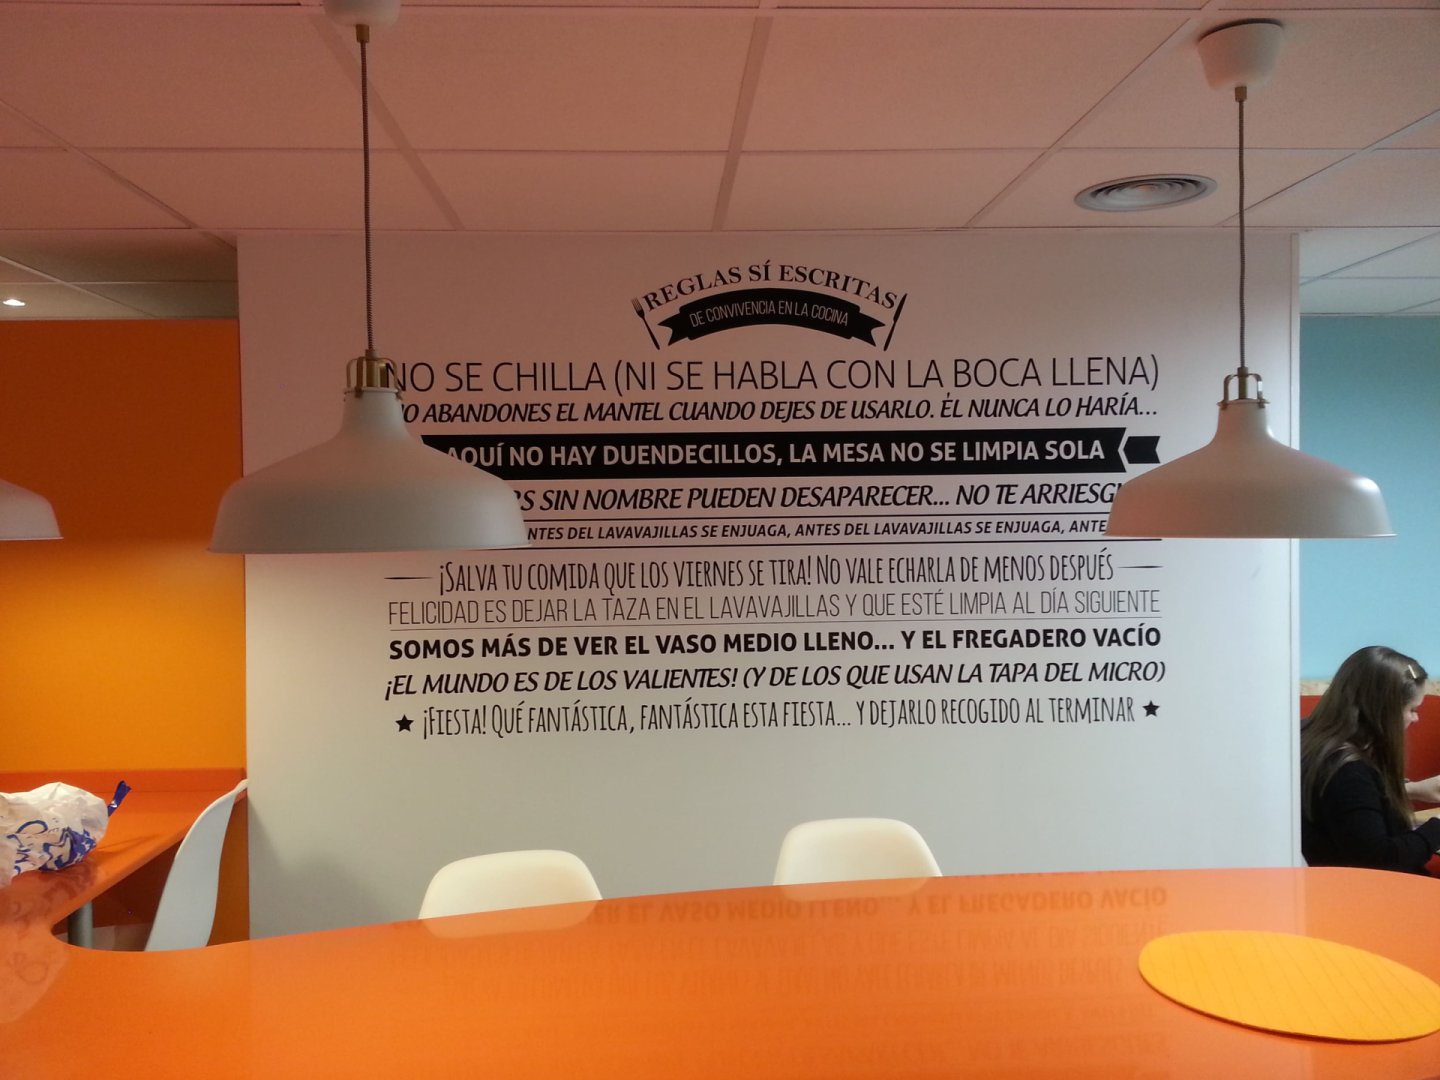 REGLAS SÍ ESCRITAS
DE CONVIVENCIA EN LA COCINA
NO SE CHILLA (NI SE HABLA CON LA BOCA LLENA)
ABANDONES EL MANTEL CUANDO DEJES DE USARLO. ÉL NUNCA LO HARÍA...
AQUÍ NO HAY DUENDECILLOS, LA MESA NO SE LIMPIA SOLA
SIN NOMBRE PUEDEN DESAPARECER... NO TE
DEL LAVAVAJILLAS SE ENJUAGA, ANTES DEL LAVAVAJILLAS SE ENJUAGA,
¡SALVA TU COMIDA QUE LOS VIERNES SE TIRA! NO VALE ECHARLA DE MENOS DESPUÉS
FELICIDAD ES DEJAR LA TAZA EN EL LAVAVAJILLAS Y QUE ESTÉ LIMPIA AL DÍA SIGUIENTE
SOMOS MÁS DE VER EL VASO MEDIO LLENO... Y EL FREGADERO VACÍO
¡EL MUNDO ES DE LOS VALIENTES! (Y DE LOS QUE USAN LA TAPA DEL MICRO)
¡FIESTA! QUÉ FANTÁSTICA, FANTÁSTICA ESTA FIESTA... Y DEJARLO RECOGIDO AL TERMINAR